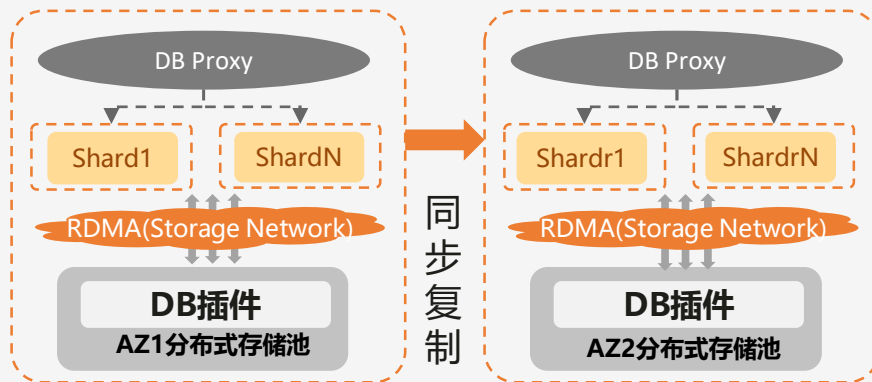 DB Proxy
Shard1
ShardN
RDMA(Storage Network)
DB插件
AZ1分布式存储池
同步复制
DB Proxy
Shardr1
ShardrN
RDMA(Storage Network)
DB插件
AZ2分布式存储池